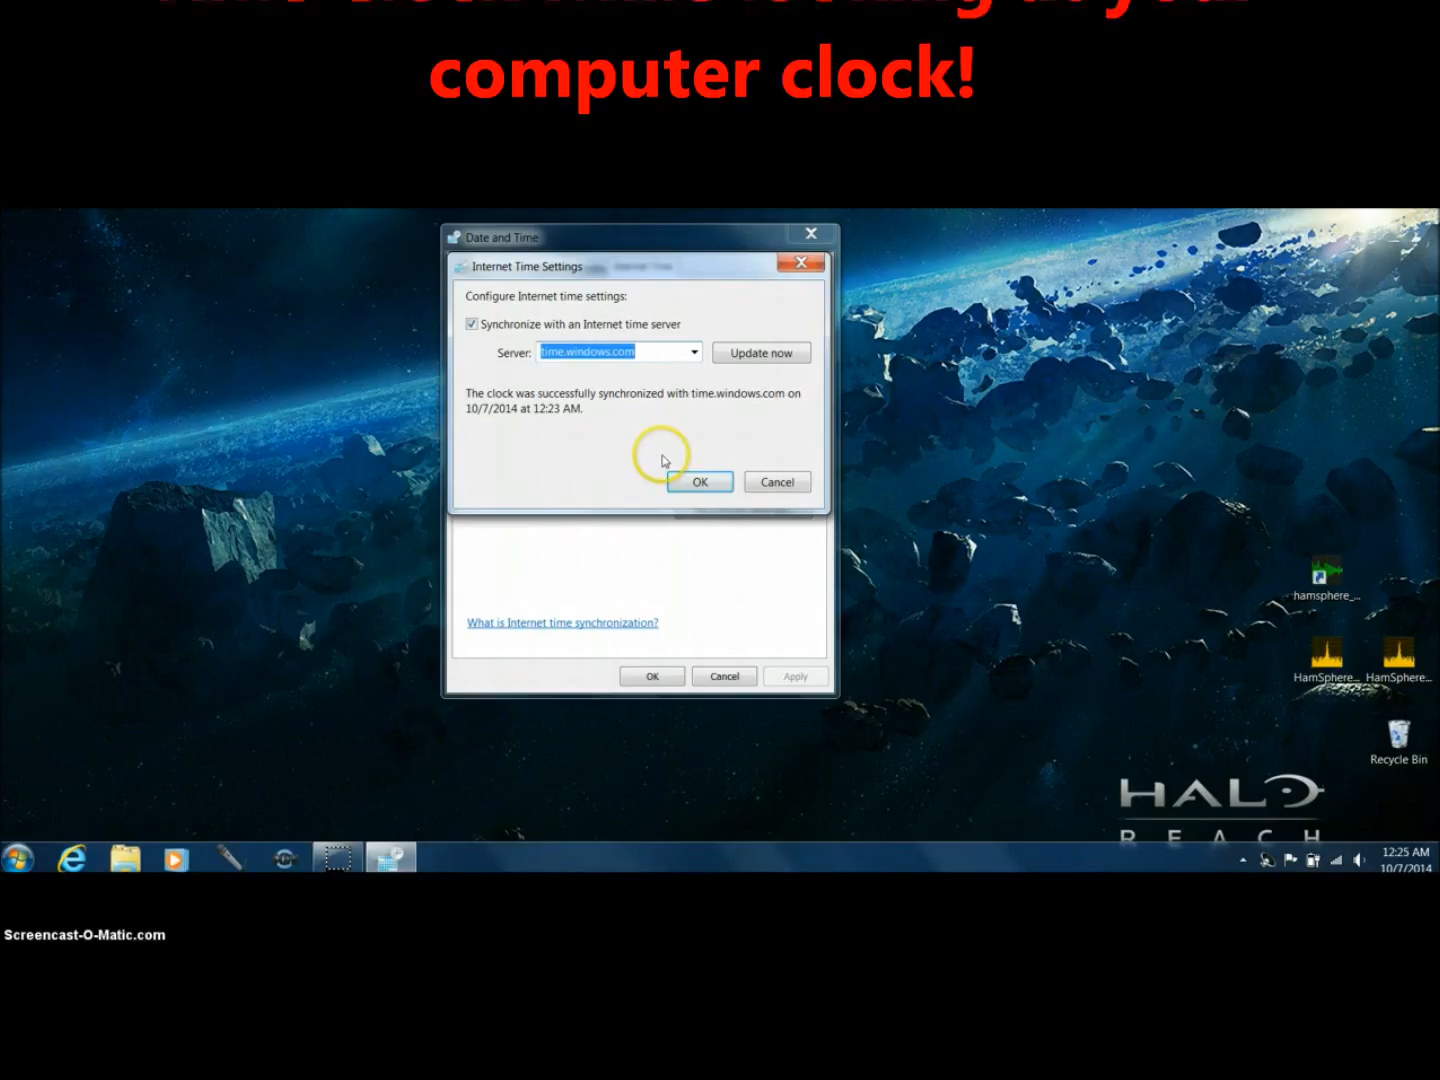 looking at your
computer clock!
Date and Time
Internet Time Settings
Configure Internet time settings:
Synchronize with an Internet time server
Server: time.windows.com Update now
The clock was successfully synchronized with time.windows.com on
10/7/2014 at 12:23 AM.
OK Cancel
What is Internet time synchronization?
OK Cancel Apply
hamsphere_...
HamSphere... HamSphere...
Recycle Bin
HALO
REACH
12:25 AM
10/7/2014
Screencast-O-Matic.com